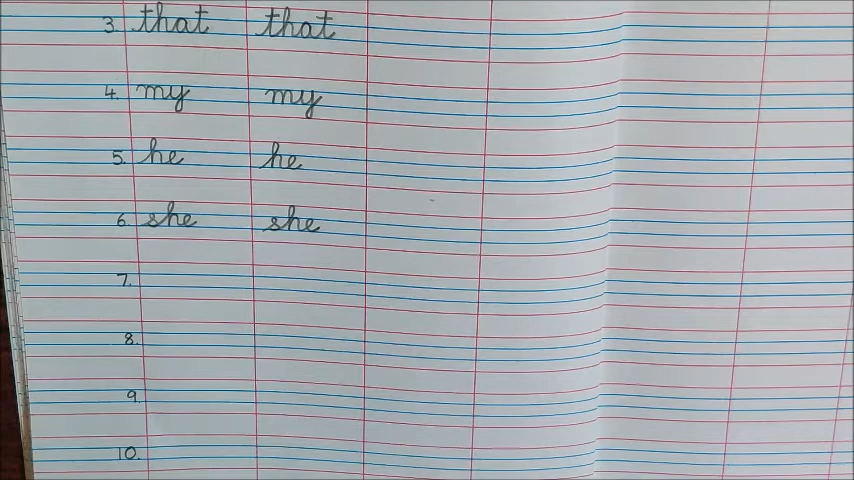 3. that that
4. my my
5. he he
6. she she
7.
8.
9.
10.